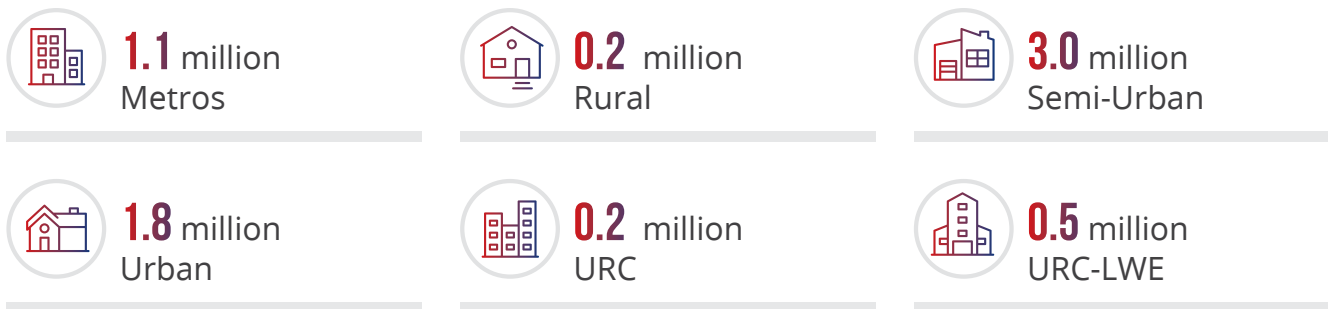 1.1 million
Metros
0.2 million
Rural
3.0 million
Semi-Urban
1.8 million
Urban
0.2 million
URC
0.5 million
URC-LWE